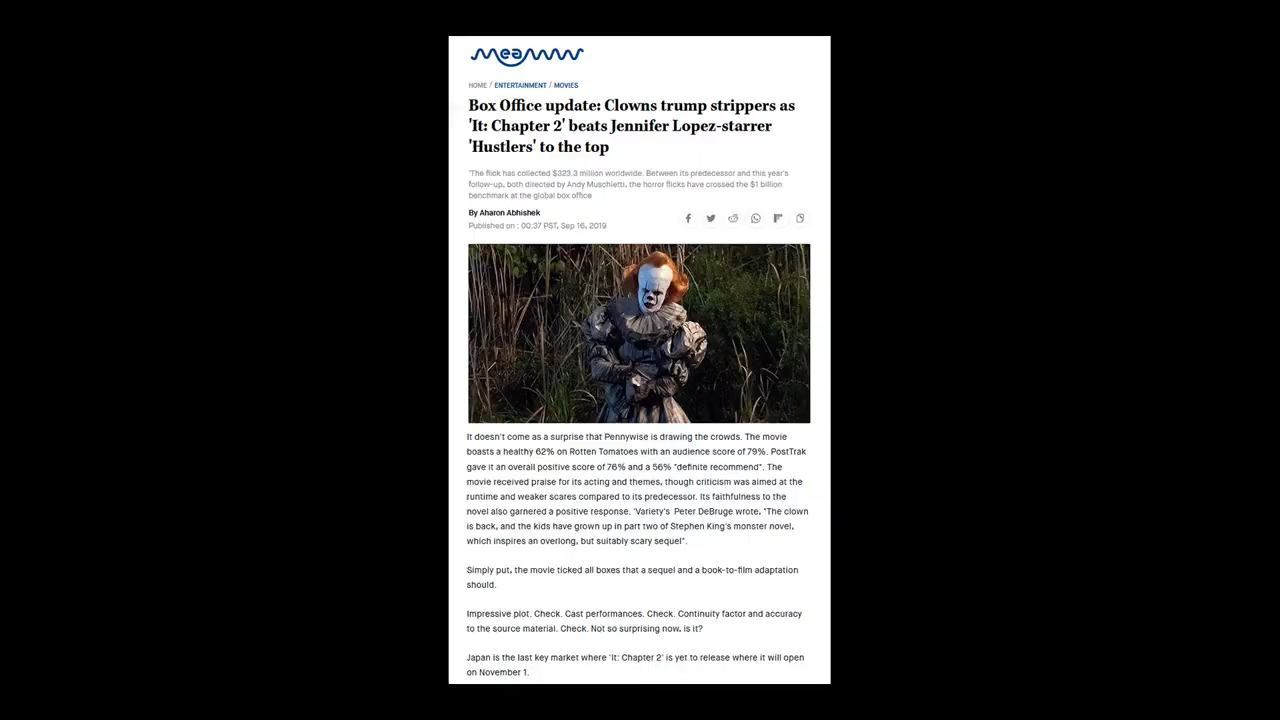 MEAWW
HOME / ENTERTAINMENT / MOVIES
Box Office update: Clowns trump strippers as
'It: Chapter 2' beats Jennifer Lopez-starrer
'Hustlers' to the top
'The flick has collected $323.3 million worldwide. Between its predecessor and this year's
follow-up, both directed by Andy Muschietti, the horror flicks have crossed the $1 billion
benchmark at the global box office
By Aharon Abhishek
Published on : 00:37 PST, Sep 16, 2019
It doesn't come as a surprise that Pennywise is drawing the crowds. The movie
boasts a healthy 62% on Rotten Tomatoes with an audience score of 79%. PostTrak
gave it an overall positive score of 76% and a 56% "definite recommend". The
movie received praise for its acting and themes, though criticism was aimed at the
runtime and weaker scares compared to its predecessor. Its faithfulness to the
novel also garnered a positive response. 'Variety's Peter DeBruge wrote, "The clown
is back, and the kids have grown up in part two of Stephen King's monster novel,
which inspires an overlong, but suitably scary sequel".
Simply put, the movie ticked all boxes that a sequel and a book-to-film adaptation
should.
Impressive plot. Check. Cast performances. Check. Continuity factor and accuracy
to the source material. Check. Not so surprising now, is it?
Japan is the last key market where 'It: Chapter 2' is yet to release where it will open
on November 1.